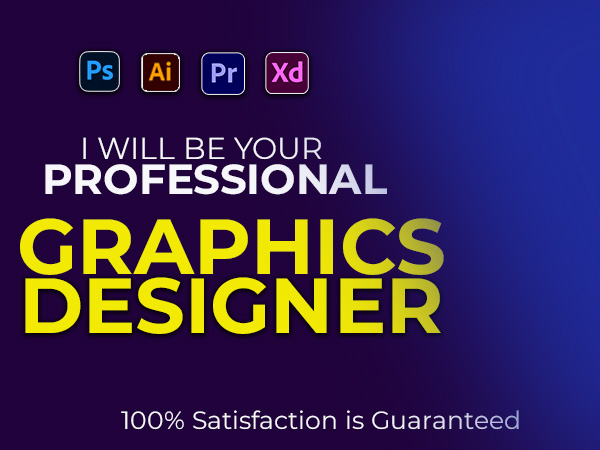 Ps Ai Pr Xd
I WILL BE YOUR
PROFESSIONAL
GRAPHICS
DESIGNER
100% Satisfaction is Guaranteed